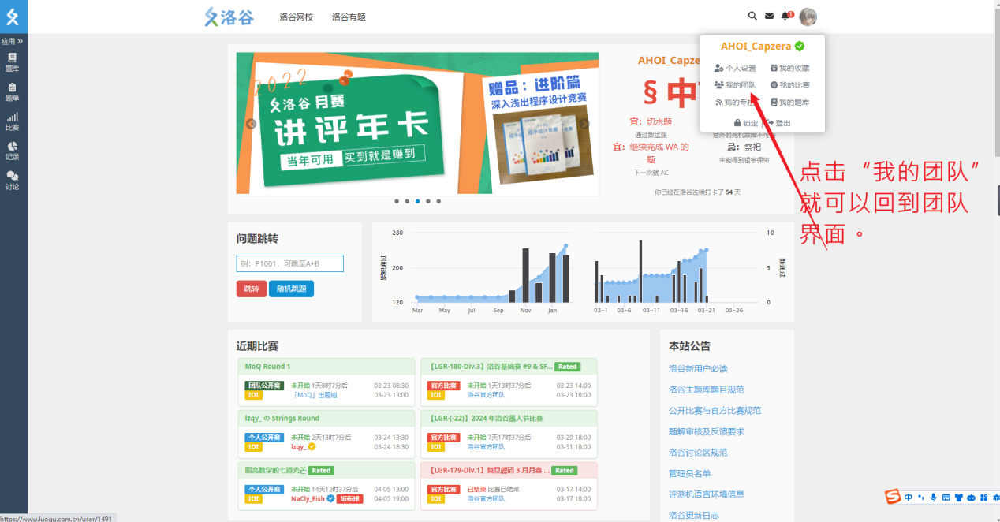 洛谷
洛谷网校
洛谷有题
1
应用
题库
题单
比赛
记录
讨论
2022
洛谷 月赛
讲评年卡
当年可用 买到就是赚到
赠品：进阶篇
深入浅出程序设计竞赛
AHOI_Capze
§ 中
宜：切水题
通过数猛涨
宜：继续完成 WA 的
题
下一次就 AC
忌：祭祀
未能得到祖宗保佑
你已经在洛谷连续打卡了 54 天
AHOI_Capzera
个人设置
我的收藏
我的团队
我的比赛
我的专栏
我的题库
锁定
登出
点击“我的团队”
就可以回到团队
界面。
问题跳转
例：P1001，可跳至A+B
跳转
随机跳题
280
200
120
Mar May Jul Sep Nov Jan
10
5
0
03-1 03-6 03-11 03-16 03-21 03-26
近期比赛
MoQ Round 1
团队公开赛 未开始 1天8时7分后 03-23 08:30
IOI 「MoQ」出题组 03-23 13:00
【LGR-180-Div.3】洛谷基础赛 #9 & SF... Rated
官方比赛 未开始 1天13时37分后 03-23 14:00
IOI 洛谷官方团队 03-23 18:00
lzqy_ の Strings Round
个人公开赛 未开始 2天13时7分后 03-24 13:30
IOI lzqy_ 03-24 18:30
【LGR-(-22)】2024 年洛谷愚人节比赛
官方比赛 未开始 7天17时37分后 03-29 18:00
IOI 洛谷官方团队 03-31 18:00
照亮数学的七道光芒 Rated
个人公开赛 未开始 14天12时37分后 04-05 13:00
IOI NaCly_Fish 04-05 19:00
【LGR-179-Div.1】复旦暨洛 3 月月赛 ... Rated
官方比赛 已结束 比赛已结束 03-17 14:00
IOI 洛谷官方团队 03-17 18:00
本站公告
洛谷新用户必读
洛谷主题库题目规范
公开比赛与官方比赛规范
题解审核及反馈要求
洛谷讨论区规范
管理员名单
评测机语言环境信息
洛谷更新日志
中
https://www.luogu.com.cn/user/1491